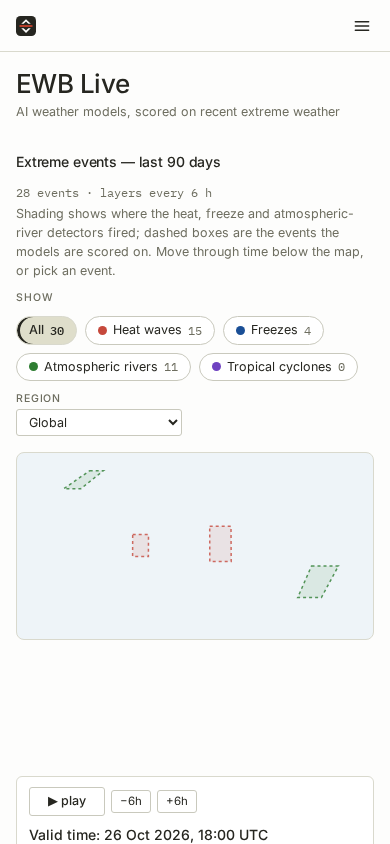 EWB Live
AI weather models, scored on recent extreme weather
Extreme events — last 90 days
28 events · layers every 6 h
Shading shows where the heat, freeze and atmospheric-
river detectors fired; dashed boxes are the events the
models are scored on. Move through time below the map,
or pick an event.
SHOW
All 30
Heat waves 15
Freezes 4
Atmospheric rivers 11
Tropical cyclones 0
REGION
Global
▶ play
−6h
+6h
Valid time: 26 Oct 2026, 18:00 UTC